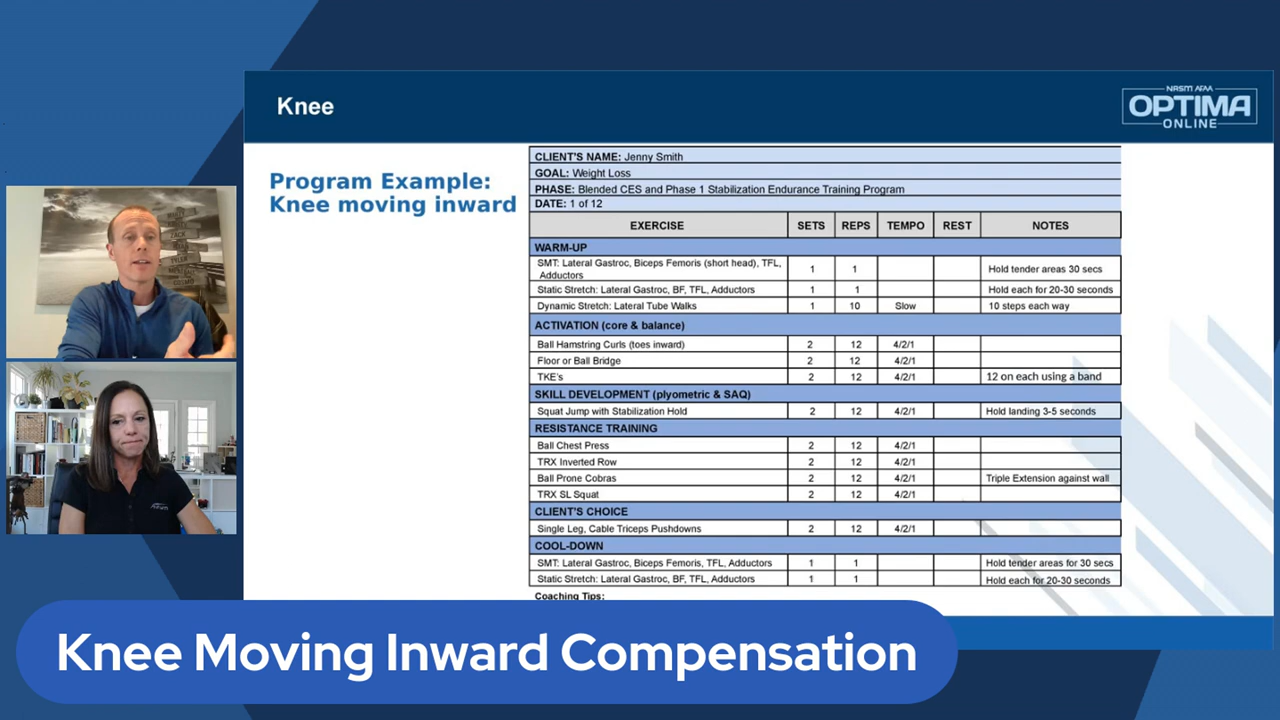 Knee
NASM AFAA
OPTIMA
ONLINE
Program Example:
Knee moving inward
CLIENT'S NAME: Jenny Smith
GOAL: Weight Loss
PHASE: Blended CES and Phase 1 Stabilization Endurance Training Program
DATE: 1 of 12
EXERCISE SETS REPS TEMPO REST NOTES
WARM-UP
SMT: Lateral Gastroc, Biceps Femoris (short head), TFL,
Adductors 1 1 Hold tender areas 30 secs
Static Stretch: Lateral Gastroc, BF, TFL, Adductors 1 1 Hold each for 20-30 seconds
Dynamic Stretch: Lateral Tube Walks 1 10 Slow 10 steps each way
ACTIVATION (core & balance)
Ball Hamstring Curls (toes inward) 2 12 4/2/1
Floor or Ball Bridge 2 12 4/2/1
TKE's 2 12 4/2/1 12 on each using a band
SKILL DEVELOPMENT (plyometric & SAQ)
Squat Jump with Stabilization Hold 2 12 4/2/1 Hold landing 3-5 seconds
RESISTANCE TRAINING
Ball Chest Press 2 12 4/2/1
TRX Inverted Row 2 12 4/2/1
Ball Prone Cobras 2 12 4/2/1 Triple Extension against wall
TRX SL Squat 2 12 4/2/1
CLIENT'S CHOICE
Single Leg, Cable Triceps Pushdowns 2 12 4/2/1
COOL-DOWN
SMT: Lateral Gastroc, Biceps Femoris, TFL, Adductors 1 1 Hold tender areas for 30 secs
Static Stretch: Lateral Gastroc, BF, TFL, Adductors 1 1 Hold each for 20-30 seconds
Coaching Tips:
Knee Moving Inward Compensation